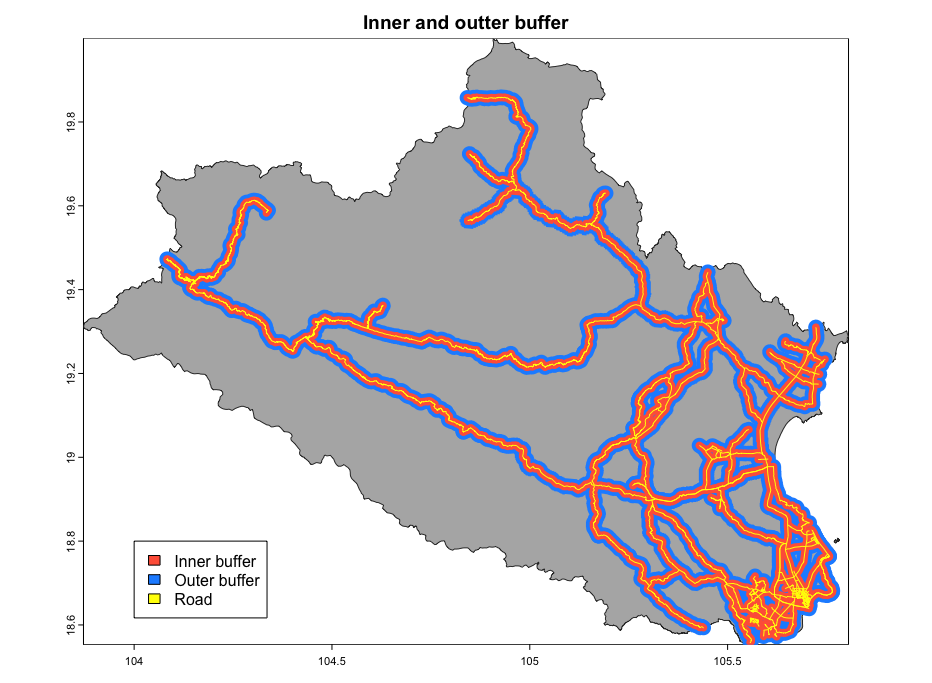 Inner and outter buffer
19.8
19.6
19.4
19.2
19
18.8
18.6
Inner buffer
Outer buffer
Road
104
104.5
105
105.5